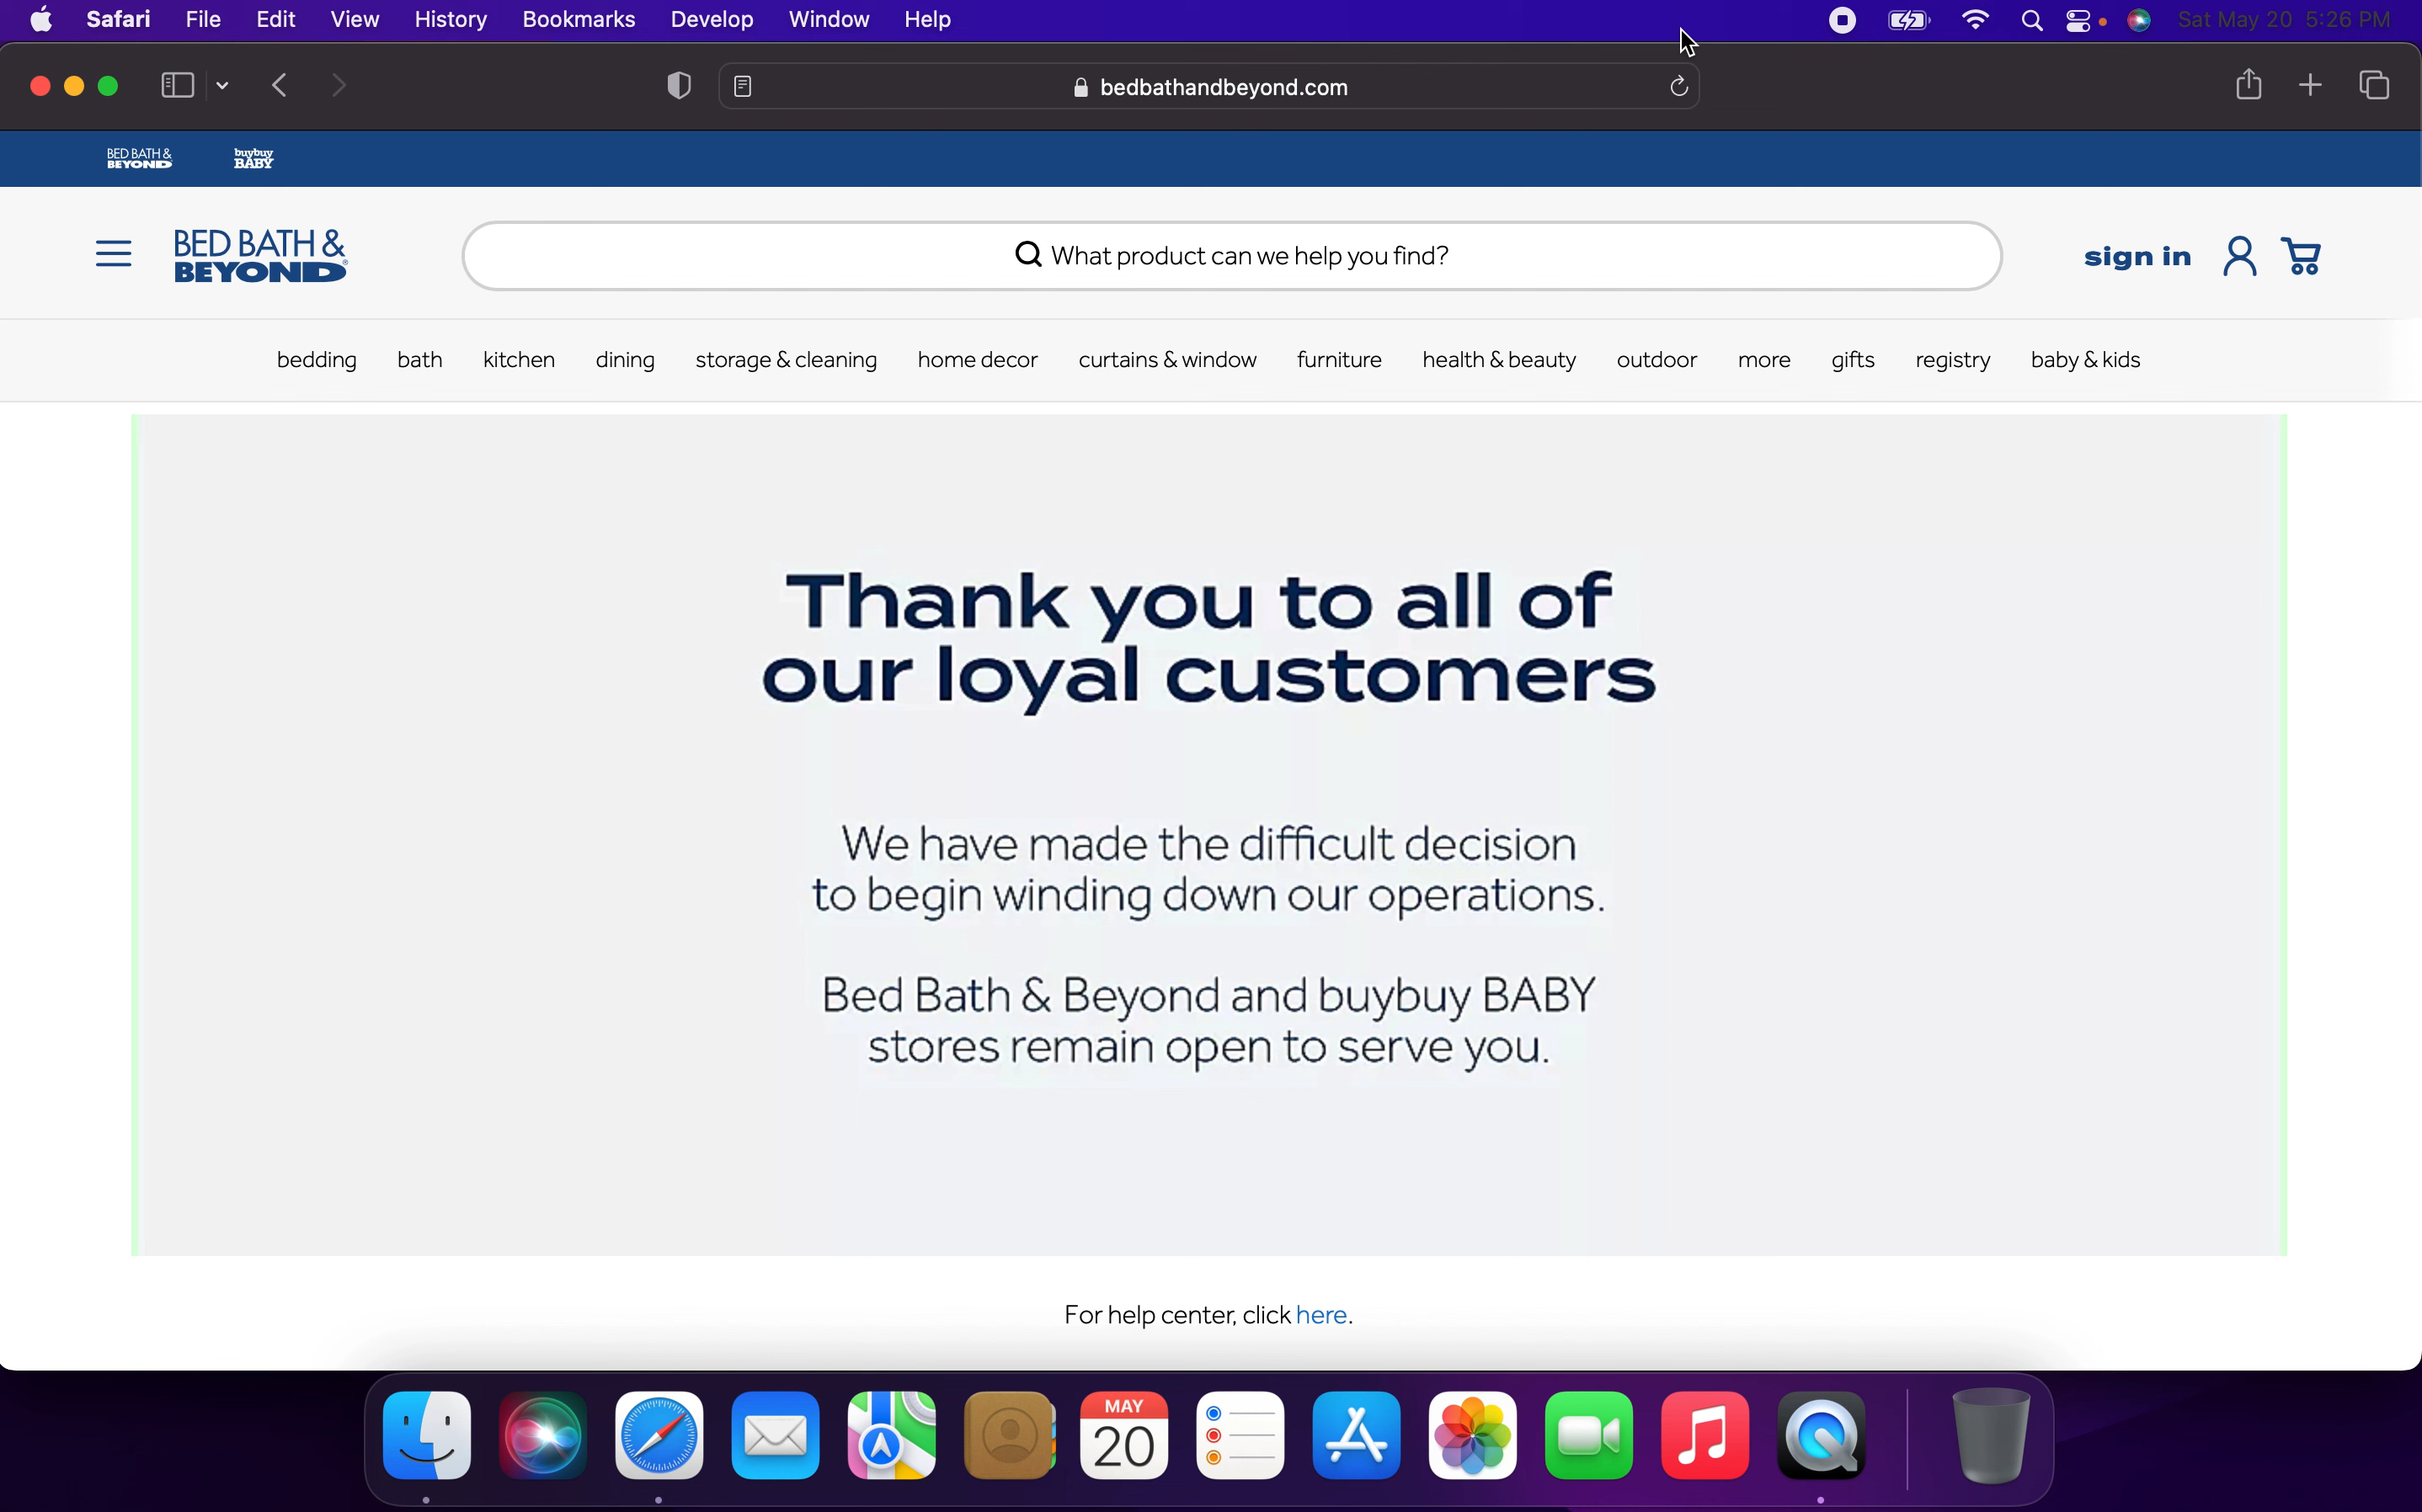 Safari File Edit View History Bookmarks Develop Window Help Sat May 20 5:26 PM
bedbathandbeyond.com
BED BATH & BEYOND buybuy BABY
BED BATH &
BEYOND®
What product can we help you find?
sign in
bedding bath kitchen dining storage & cleaning home decor curtains & window furniture health & beauty outdoor more gifts registry baby & kids
Thank you to all of
our loyal customers
We have made the difficult decision
to begin winding down our operations.
Bed Bath & Beyond and buybuy BABY
stores remain open to serve you.
For help center, click here.
MAY
20